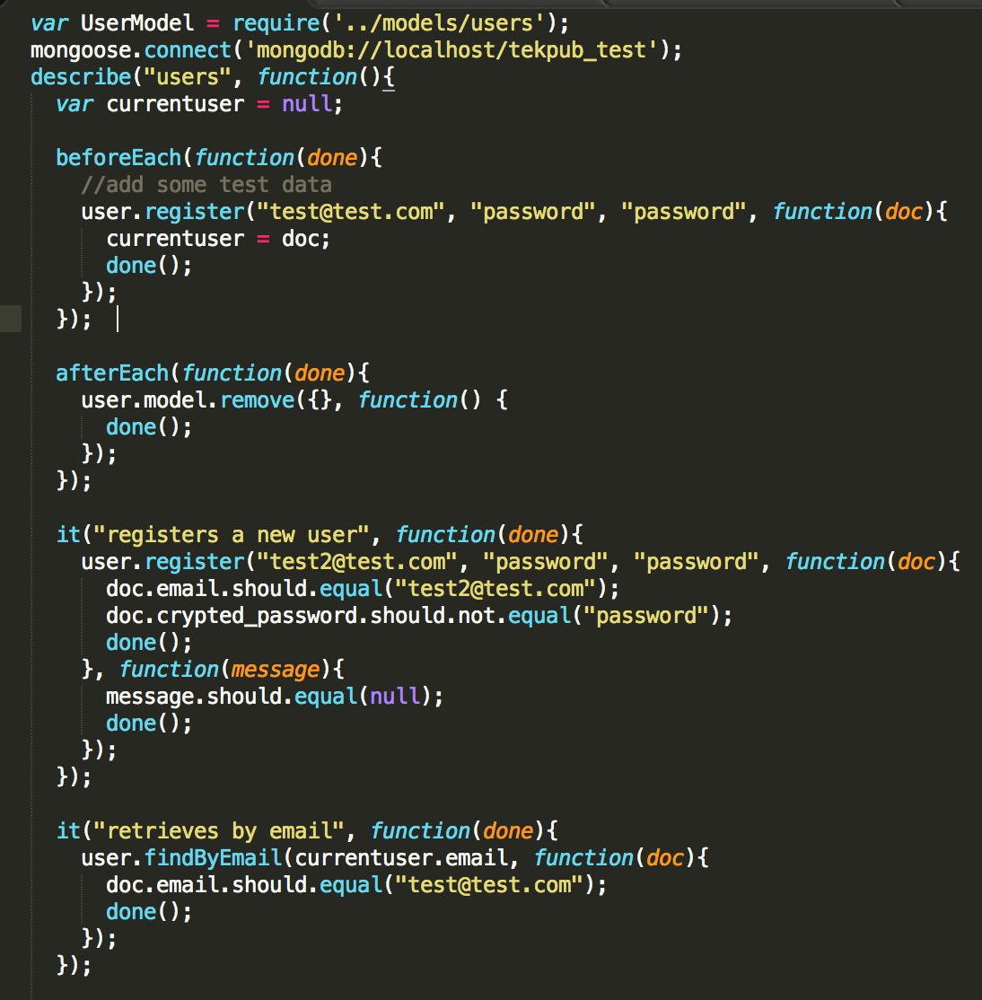 var UserModel = require('../models/users');
mongoose.connect('mongodb://localhost/tekpub_test');
describe("users", function(){
  var currentuser = null;

  beforeEach(function(done){
    //add some test data
    user.register("test@test.com", "password", "password", function(doc){
      currentuser = doc;
      done();
    });
  });

  afterEach(function(done){
    user.model.remove({}, function() {
      done();
    });
  });

  it("registers a new user", function(done){
    user.register("test2@test.com", "password", "password", function(doc){
      doc.email.should.equal("test2@test.com");
      doc.crypted_password.should.not.equal("password");
      done();
    }, function(message){
      message.should.equal(null);
      done();
    });
  });

  it("retrieves by email", function(done){
    user.findByEmail(currentuser.email, function(doc){
      doc.email.should.equal("test@test.com");
      done();
    });
  });